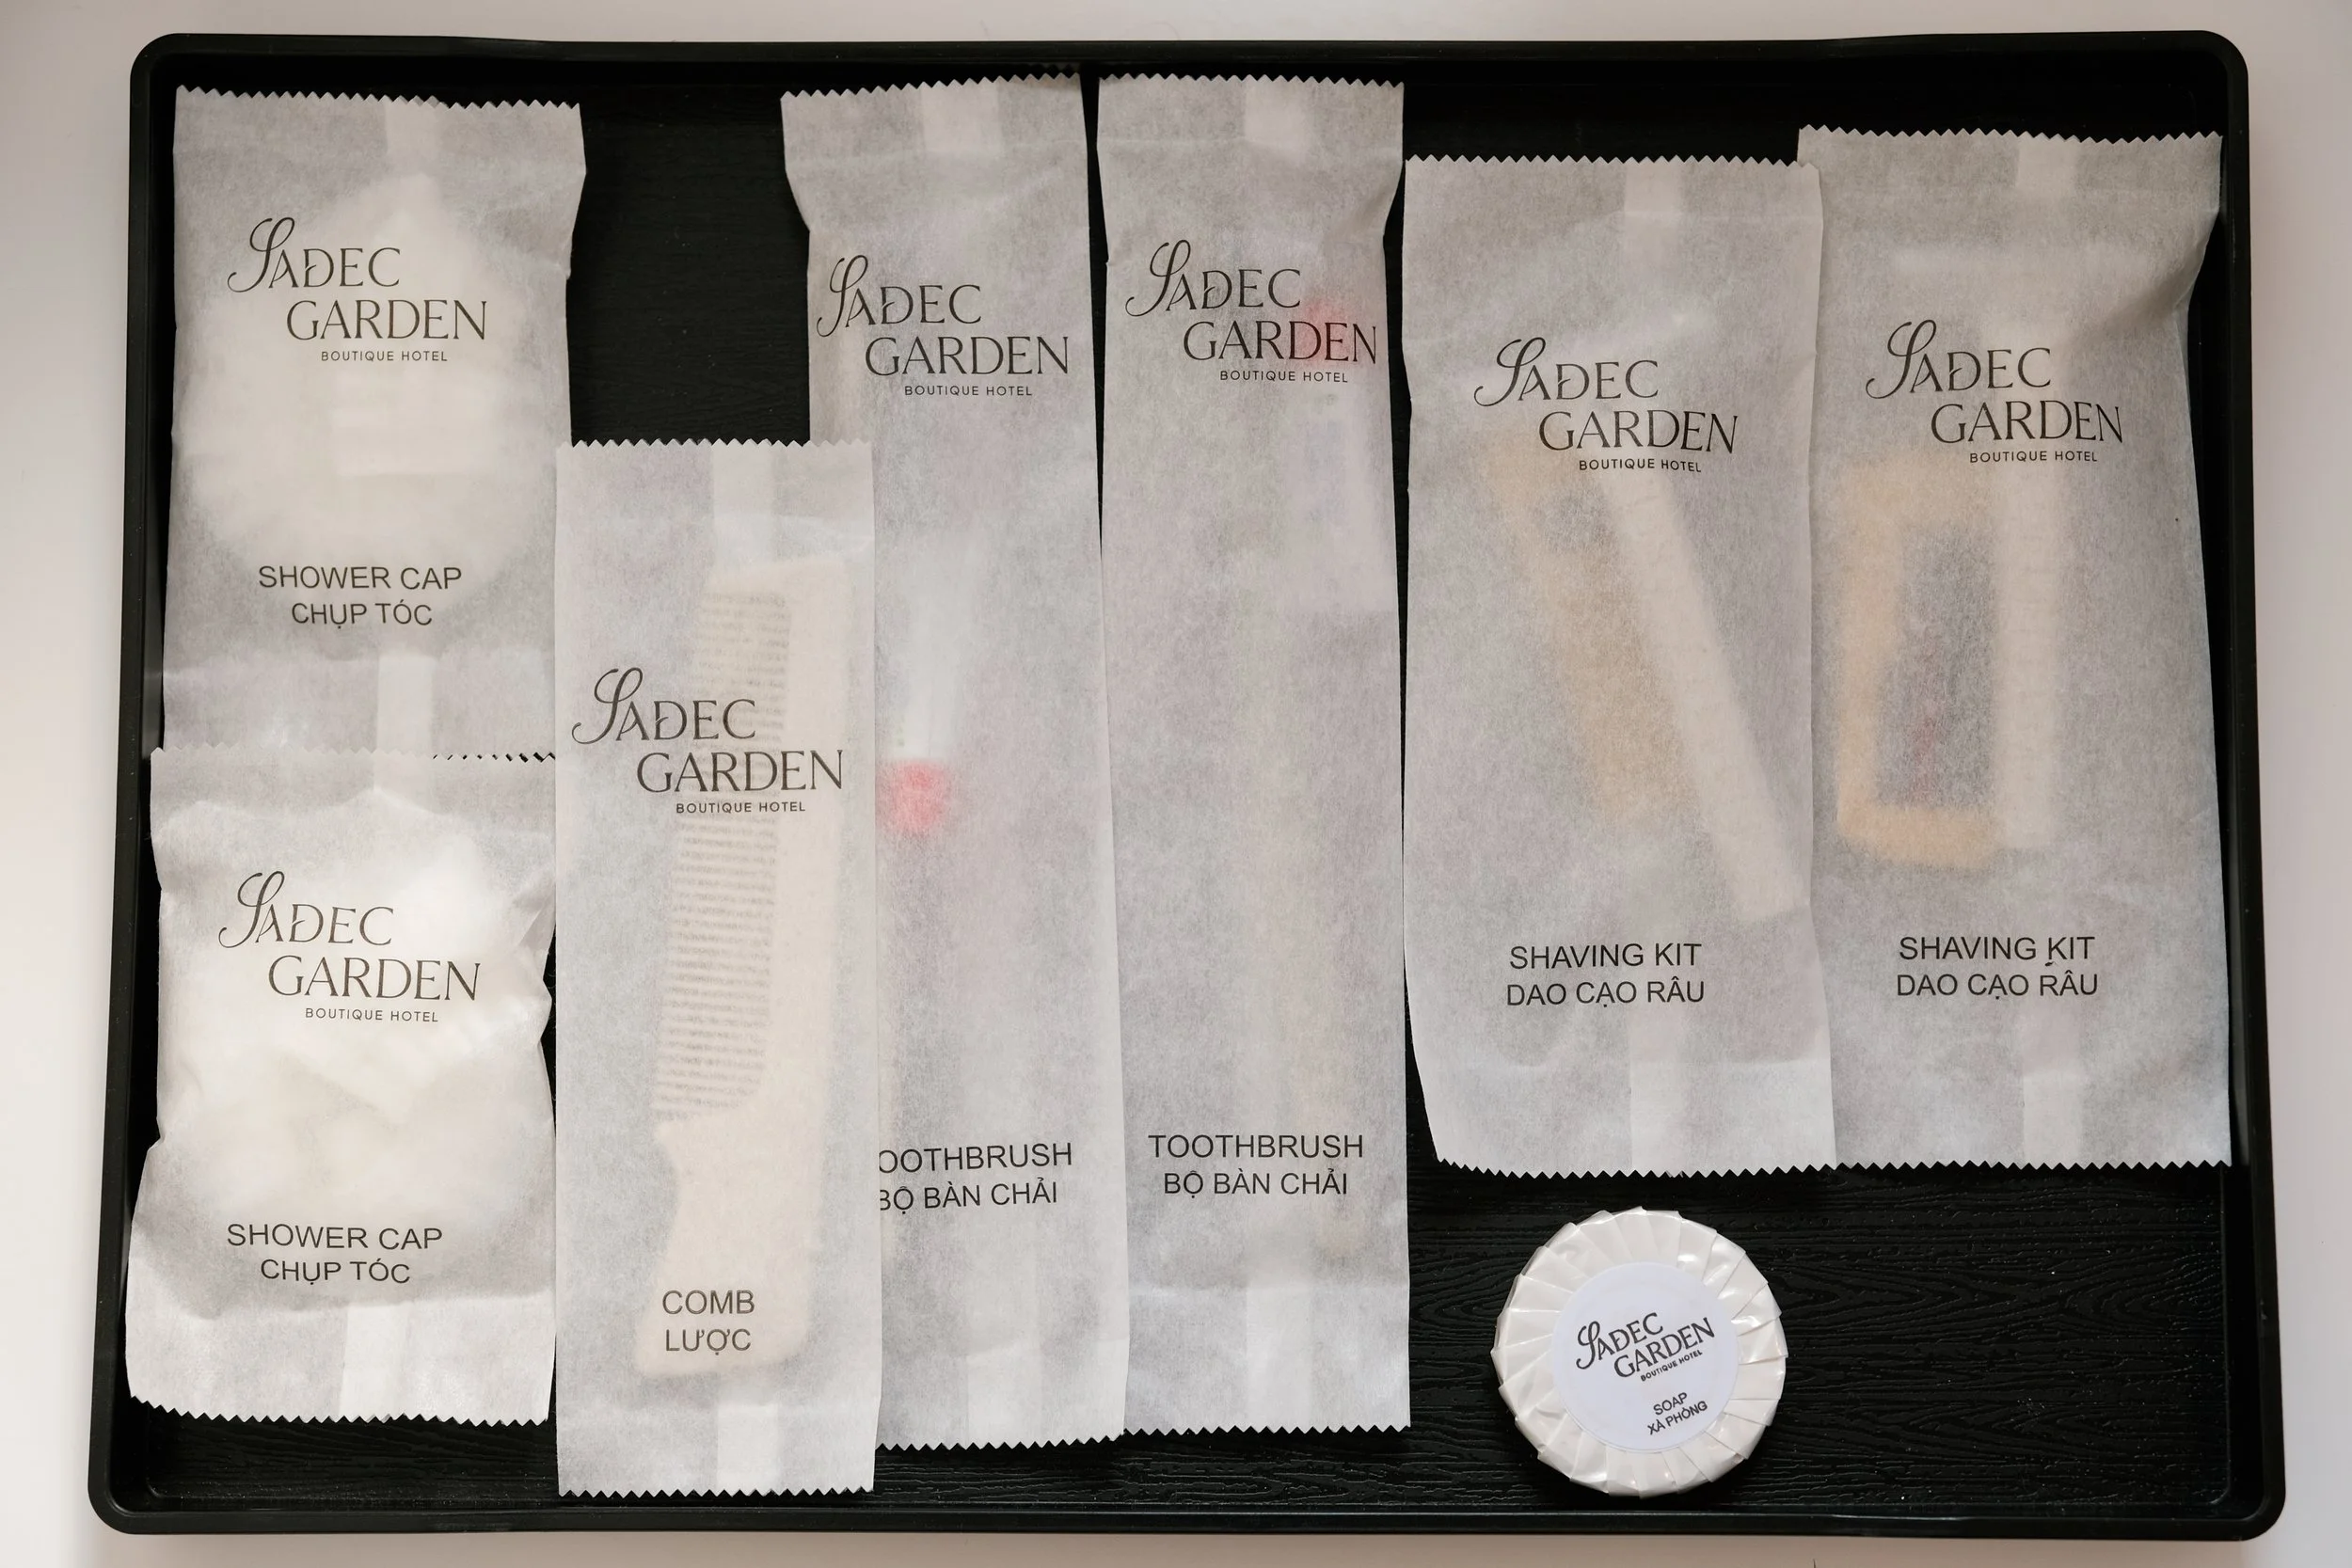 SADEC
GARDEN
BOUTIQUE HOTEL
SHOWER CAP
CHỤP TÓC
SADEC
GARDEN
BOUTIQUE HOTEL
SHOWER CAP
CHỤP TÓC
SADEC
GARDEN
BOUTIQUE HOTEL
COMB
LƯỢC
SADEC
GARDEN
BOUTIQUE HOTEL
OOTHBRUSH
BỘ BÀN CHẢI
SADEC
GARDEN
BOUTIQUE HOTEL
TOOTHBRUSH
BỘ BÀN CHẢI
SADEC
GARDEN
BOUTIQUE HOTEL
SHAVING KIT
DAO CẠO RÂU
SADEC
GARDEN
BOUTIQUE HOTEL
SHAVING KIT
DAO CẠO RÂU
SADEC
GARDEN
BOUTIQUE HOTEL
SOAP
XÀ PHÒNG